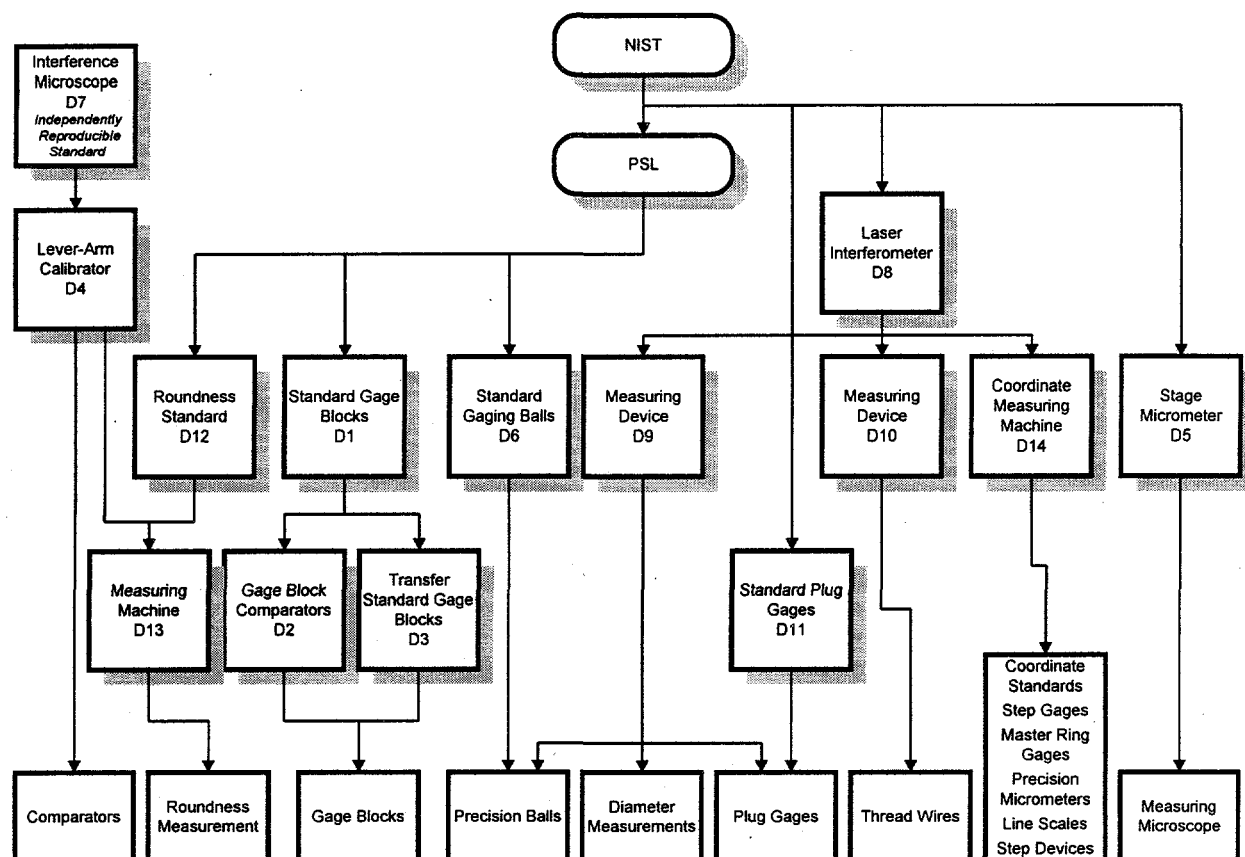 NIST
Interference
Microscope
D7
Independently
Reproducible
Standard
PSL
Lever-Arm
Calibrator
D4
Laser
Interferometer
D8
Roundness
Standard
D12
Standard Gage
Blocks
D1
Standard
Gaging Balls
D6
Measuring
Device
D9
Measuring
Device
D10
Coordinate
Measuring
Machine
D14
Stage
Micrometer
D5
Measuring
Machine
D13
Gage Block
Comparators
D2
Transfer
Standard Gage
Blocks
D3
Standard Plug
Gages
D11
Comparators
Roundness
Measurement
Gage Blocks
Precision Balls
Diameter
Measurements
Plug Gages
Thread Wires
Coordinate
Standards
Step Gages
Master Ring
Gages
Precision
Micrometers
Line Scales
Step Devices
Measuring
Microscope